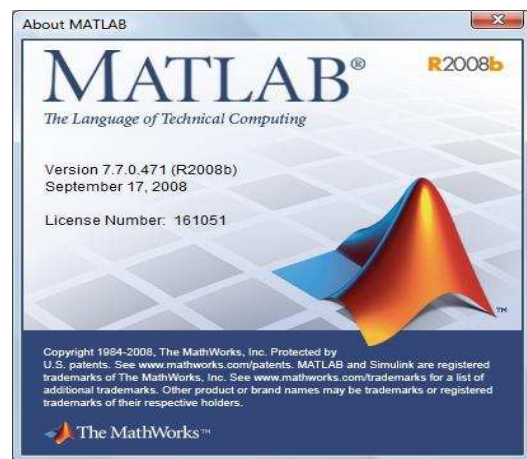 About MATLAB
MATLAB®
R2008b
The Language of Technical Computing
Version 7.7.0.471 (R2008b)
September 17, 2008
License Number: 161051
TM
Copyright 1984-2008, The MathWorks, Inc. Protected by
U.S. patents. See www.mathworks.com/patents. MATLAB and Simulink are registered
trademarks of The MathWorks, Inc. See www.mathworks.com/trademarks for a list of
additional trademarks. Other product or brand names may be trademarks or registered
trademarks of their respective holders.
The MathWorks™